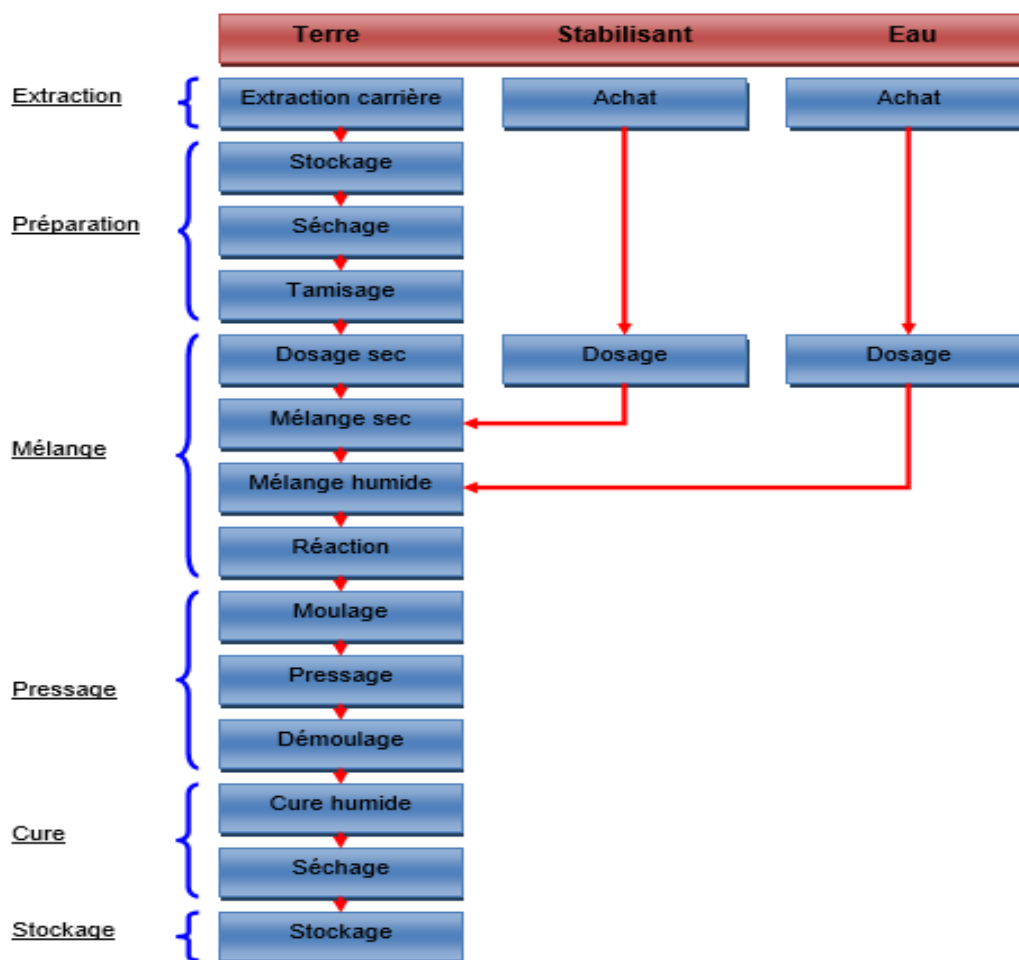 Terre Stabilisant Eau
Extraction Extraction carrière Achat Achat
Stockage
Préparation Séchage
Tamisage
Dosage sec Dosage Dosage
Mélange sec
Mélange
Mélange humide
Réaction
Moulage
Pressage Pressage
Démoulage
Cure humide
Cure
Séchage
Stockage Stockage